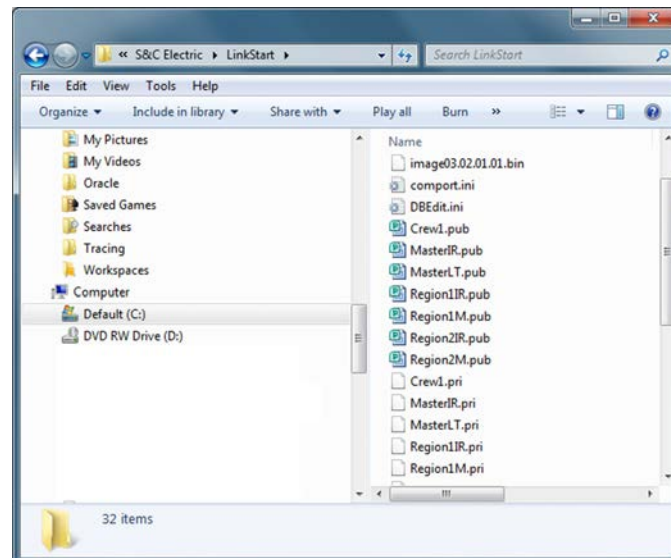 « S&C Electric ▸ LinkStart ▸
Search LinkStart
File Edit View Tools Help
Organize ▾ Include in library ▾ Share with ▾ Play all Burn »
My Pictures
My Videos
Oracle
Saved Games
Searches
Tracing
Workspaces
Computer
Default (C:)
DVD RW Drive (D:)
Name
image03.02.01.01.bin
comport.ini
DBEdit.ini
Crew1.pub
MasterIR.pub
MasterLT.pub
Region1IR.pub
Region1M.pub
Region2IR.pub
Region2M.pub
Crew1.pri
MasterIR.pri
MasterLT.pri
Region1IR.pri
Region1M.pri
32 items